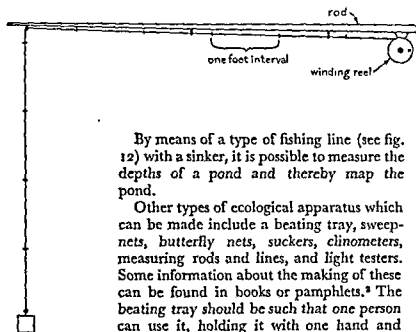 rod
one foot interval
winding reel
By means of a type of fishing line (see fig.
12) with a sinker, it is possible to measure the
depths of a pond and thereby map the
pond.
Other types of ecological apparatus which
can be made include a beating tray, sweep-
nets, butterfly nets, suckers, clinometers,
measuring rods and lines, and light testers.
Some information about the making of these
can be found in books or pamphlets.² The
beating tray should be such that one person
can use it, holding it with one hand and